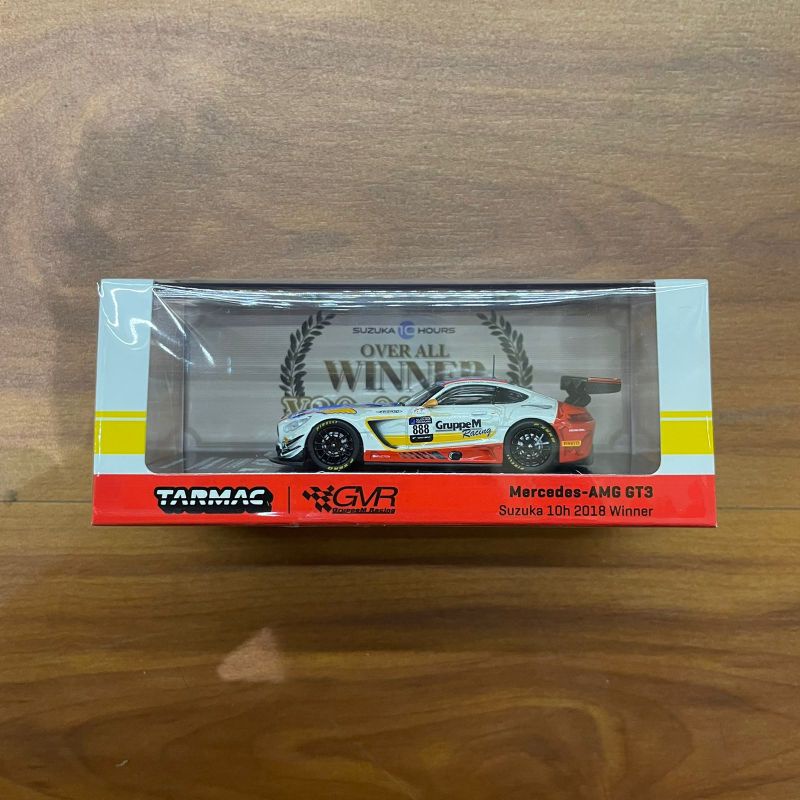 SUZUKA 10 HOURS
OVER ALL
WINNER
888
GruppeM
Racing
PIRELLI
TARMAC
GMR
GruppeM Racing
Mercedes-AMG GT3
Suzuka 10h 2018 Winner